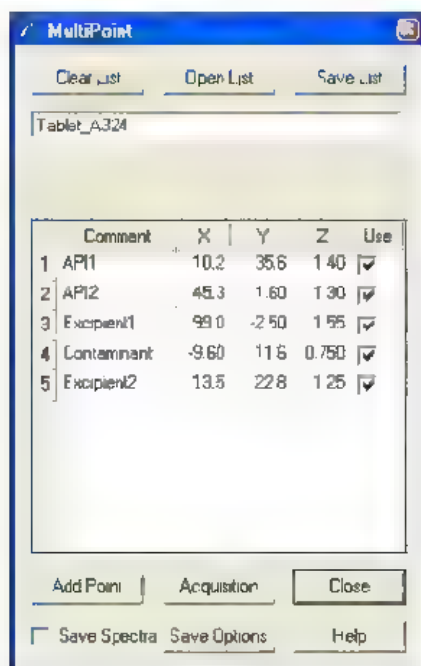 MultiPoint
Clear List Open List Save List
Tablet_A324
Comment X Y Z Use
1 API1 10.2 35.6 1.40
2 API2 45.3 1.60 1.30
3 Excipient1 99.0 -2.50 1.55
4 Contaminant -9.60 11.6 0.750
5 Excipient2 13.5 22.8 1.25
Add Point Acquisition Close
Save Spectra Save Options Help